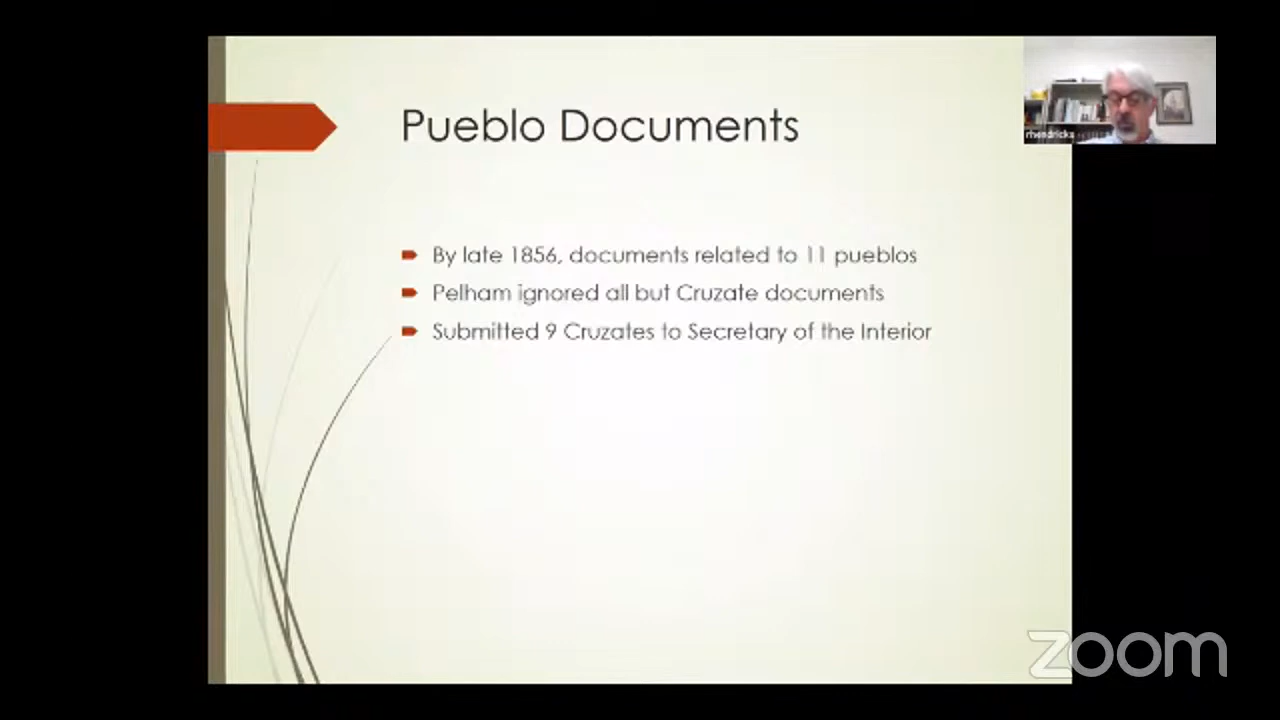 Pueblo Documents
rhendricks
By late 1856, documents related to 11 pueblos
Pelham ignored all but Cruzate documents
Submitted 9 Cruzates to Secretary of the Interior
zoom